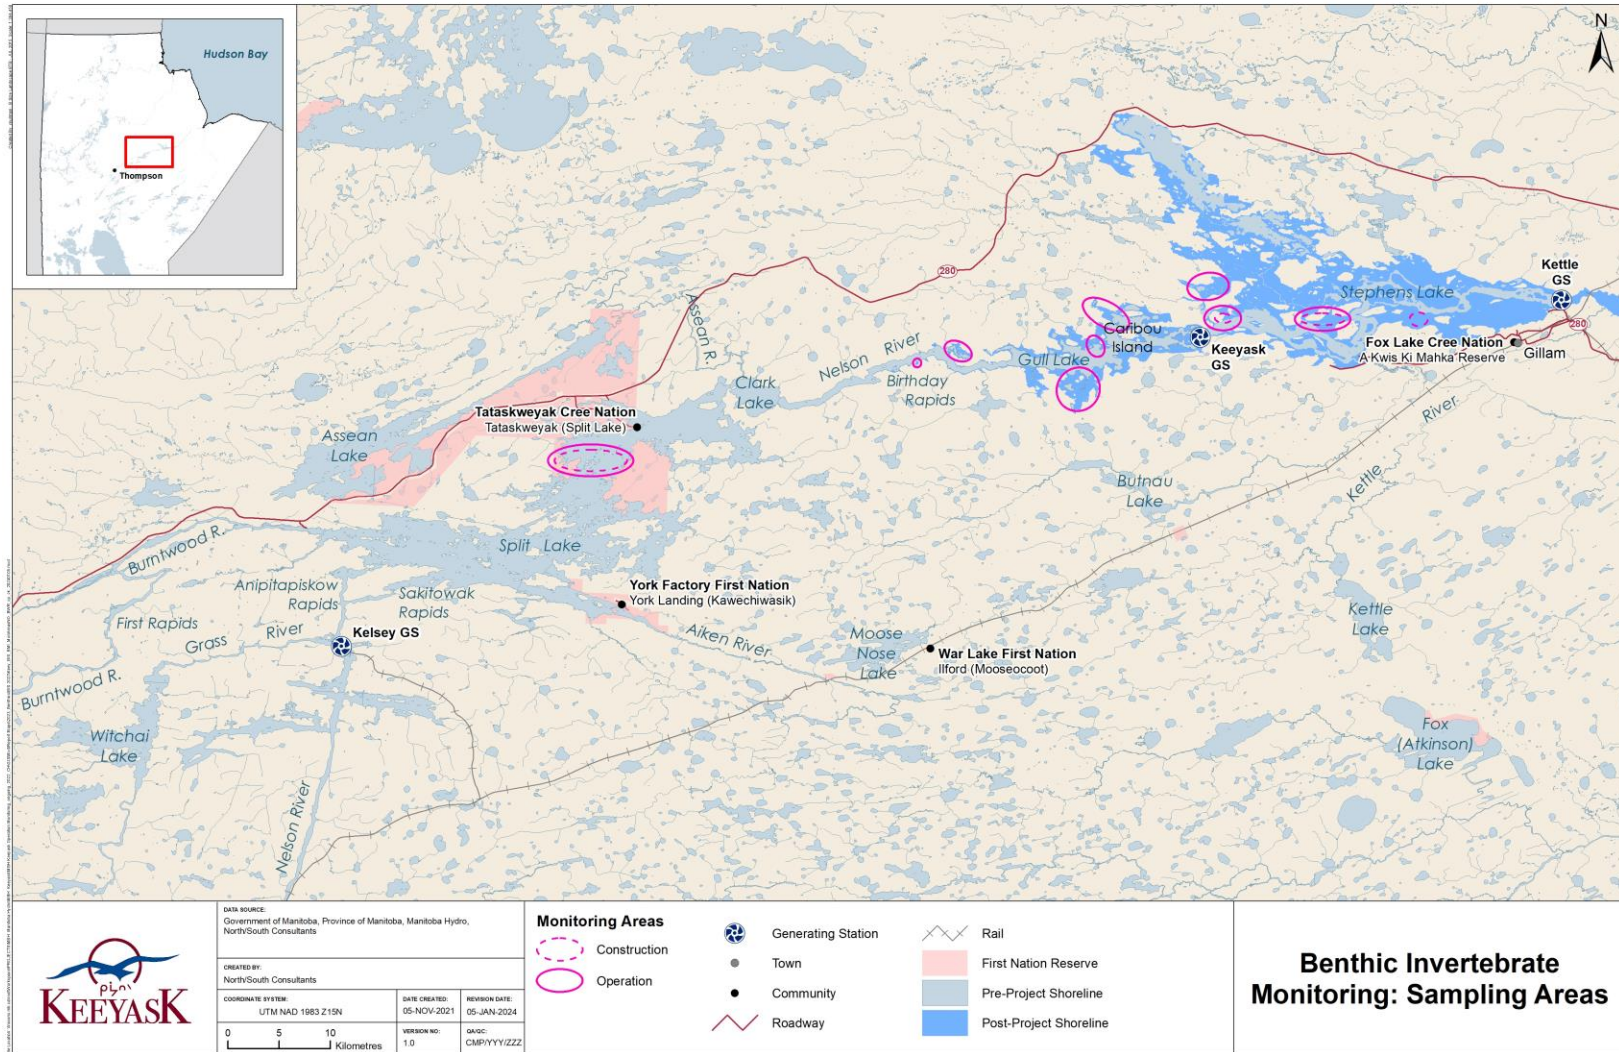 Hudson Bay
Thompson
N
280
Kettle
GS
Stephens Lake
280
Fox Lake Cree Nation
A Kwis Ki Mahka Reserve
Gillam
Caribou
Island
Keeyask
GS
Gull Lake
Nelson River
Birthday
Rapids
Assean R.
Clark
Lake
Tataskweyak Cree Nation
Tataskweyak (Split Lake)
Assean
Lake
Butnau
Lake
Kettle River
Burntwood R.
Split Lake
Anipitapiskow
Rapids
Sakitowak
Rapids
York Factory First Nation
York Landing (Kawechiwasik)
First Rapids
Grass River
Kelsey GS
Aiken River
Moose
Nose
Lake
War Lake First Nation
Ilford (Mooseocoot)
Kettle
Lake
Burntwood R.
Witchai
Lake
Fox
(Atkinson)
Lake
Nelson River
KEEYASK
DATA SOURCE:
Government of Manitoba, Province of Manitoba, Manitoba Hydro,
North/South Consultants
CREATED BY:
North/South Consultants
COORDINATE SYSTEM:
UTM NAD 1983 Z15N
DATE CREATED:
05-NOV-2021
REVISION DATE:
05-JAN-2024
0 5 10
Kilometres
VERSION NO:
1.0
QA/QC:
CMP/YYY/ZZZ
Monitoring Areas
Construction
Operation
Generating Station
Town
Community
Roadway
Rail
First Nation Reserve
Pre-Project Shoreline
Post-Project Shoreline
Benthic Invertebrate
Monitoring: Sampling Areas